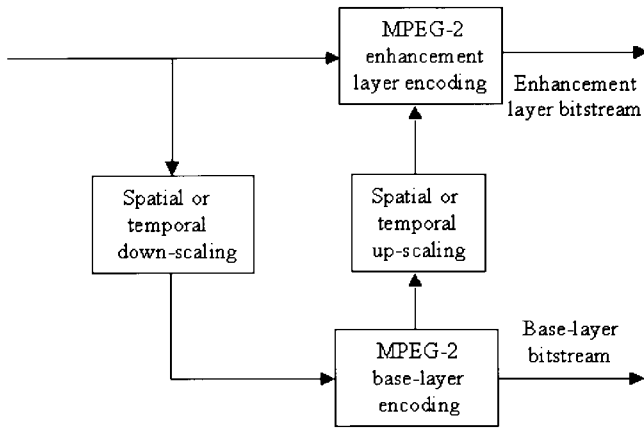 MPEG-2
enhancement
layer encoding
Enhancement
layer bitstream
Spatial or
temporal
down-scaling
Spatial or
temporal
up-scaling
MPEG-2
base-layer
encoding
Base-layer
bitstream